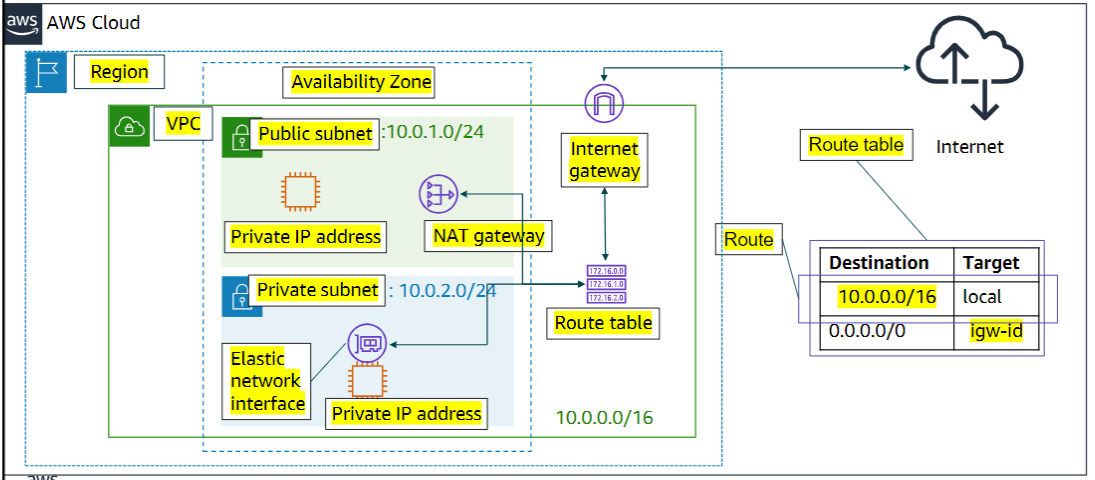 aws AWS Cloud
Region
Availability Zone
VPC
Public subnet :10.0.1.0/24
Internet
gateway
Route table
Internet
Private IP address
NAT gateway
Route
Private subnet : 10.0.2.0/24
172.16.0.0
172.16.1.0
172.16.2.0
Route table
Destination Target
10.0.0.0/16 local
0.0.0.0/0 igw-id
Elastic
network
interface
Private IP address
10.0.0.0/16
aws